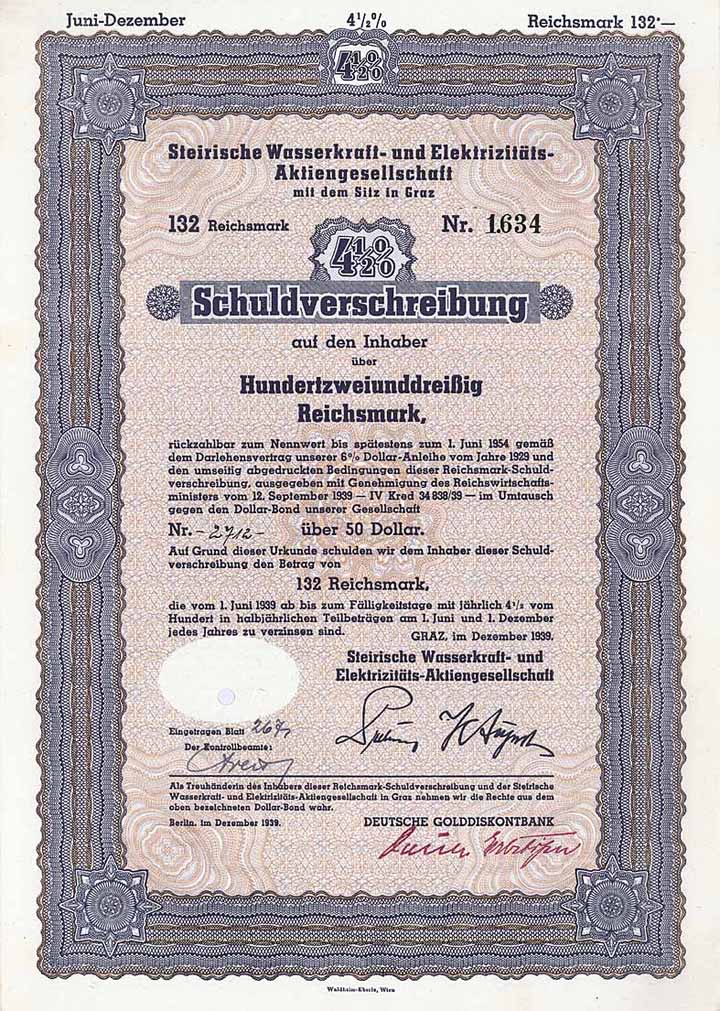 Juni-Dezember 4½% Reichsmark 132·—
4½%
Steirische Wasserkraft- und Elektrizitäts-
Aktiengesellschaft
mit dem Sitz in Graz
132 Reichsmark Nr. 1.634
4½%
Schuldverschreibung
auf den Inhaber
über
Hundertzweiunddreißig
Reichsmark,
rückzahlbar zum Nennwert bis spätestens zum 1. Juni 1954 gemäß
dem Darlehensvertrag unserer 6% Dollar-Anleihe vom Jahre 1929 und
den umseitig abgedruckten Bedingungen dieser Reichsmark-Schuld-
verschreibung, ausgegeben mit Genehmigung des Reichswirtschafts-
ministers vom 12. September 1939 — IV Kred 34 838/39 — im Umtausch
gegen den Dollar-Bond unserer Gesellschaft
Nr. - 2712 - über 50 Dollar.
Auf Grund dieser Urkunde schulden wir dem Inhaber dieser Schuld-
verschreibung den Betrag von
132 Reichsmark,
die vom 1. Juni 1939 ab bis zum Fälligkeitstage mit jährlich 4½ vom
Hundert in halbjährlichen Teilbeträgen am 1. Juni und 1. Dezember
jedes Jahres zu verzinsen sind.
GRAZ, im Dezember 1939.
Steirische Wasserkraft- und
Elektrizitäts-Aktiengesellschaft
Eingetragen Blatt
Der Kontrollbeamte:
Als Treuhänderin des Inhabers dieser Reichsmark-Schuldverschreibung und der Steirische
Wasserkraft- und Elektrizitäts-Aktiengesellschaft in Graz nehmen wir die Rechte aus dem
oben bezeichneten Dollar-Bond wahr.
Berlin, im Dezember 1939. DEUTSCHE GOLDDISKONTBANK
Waldheim-Eberle, Wien